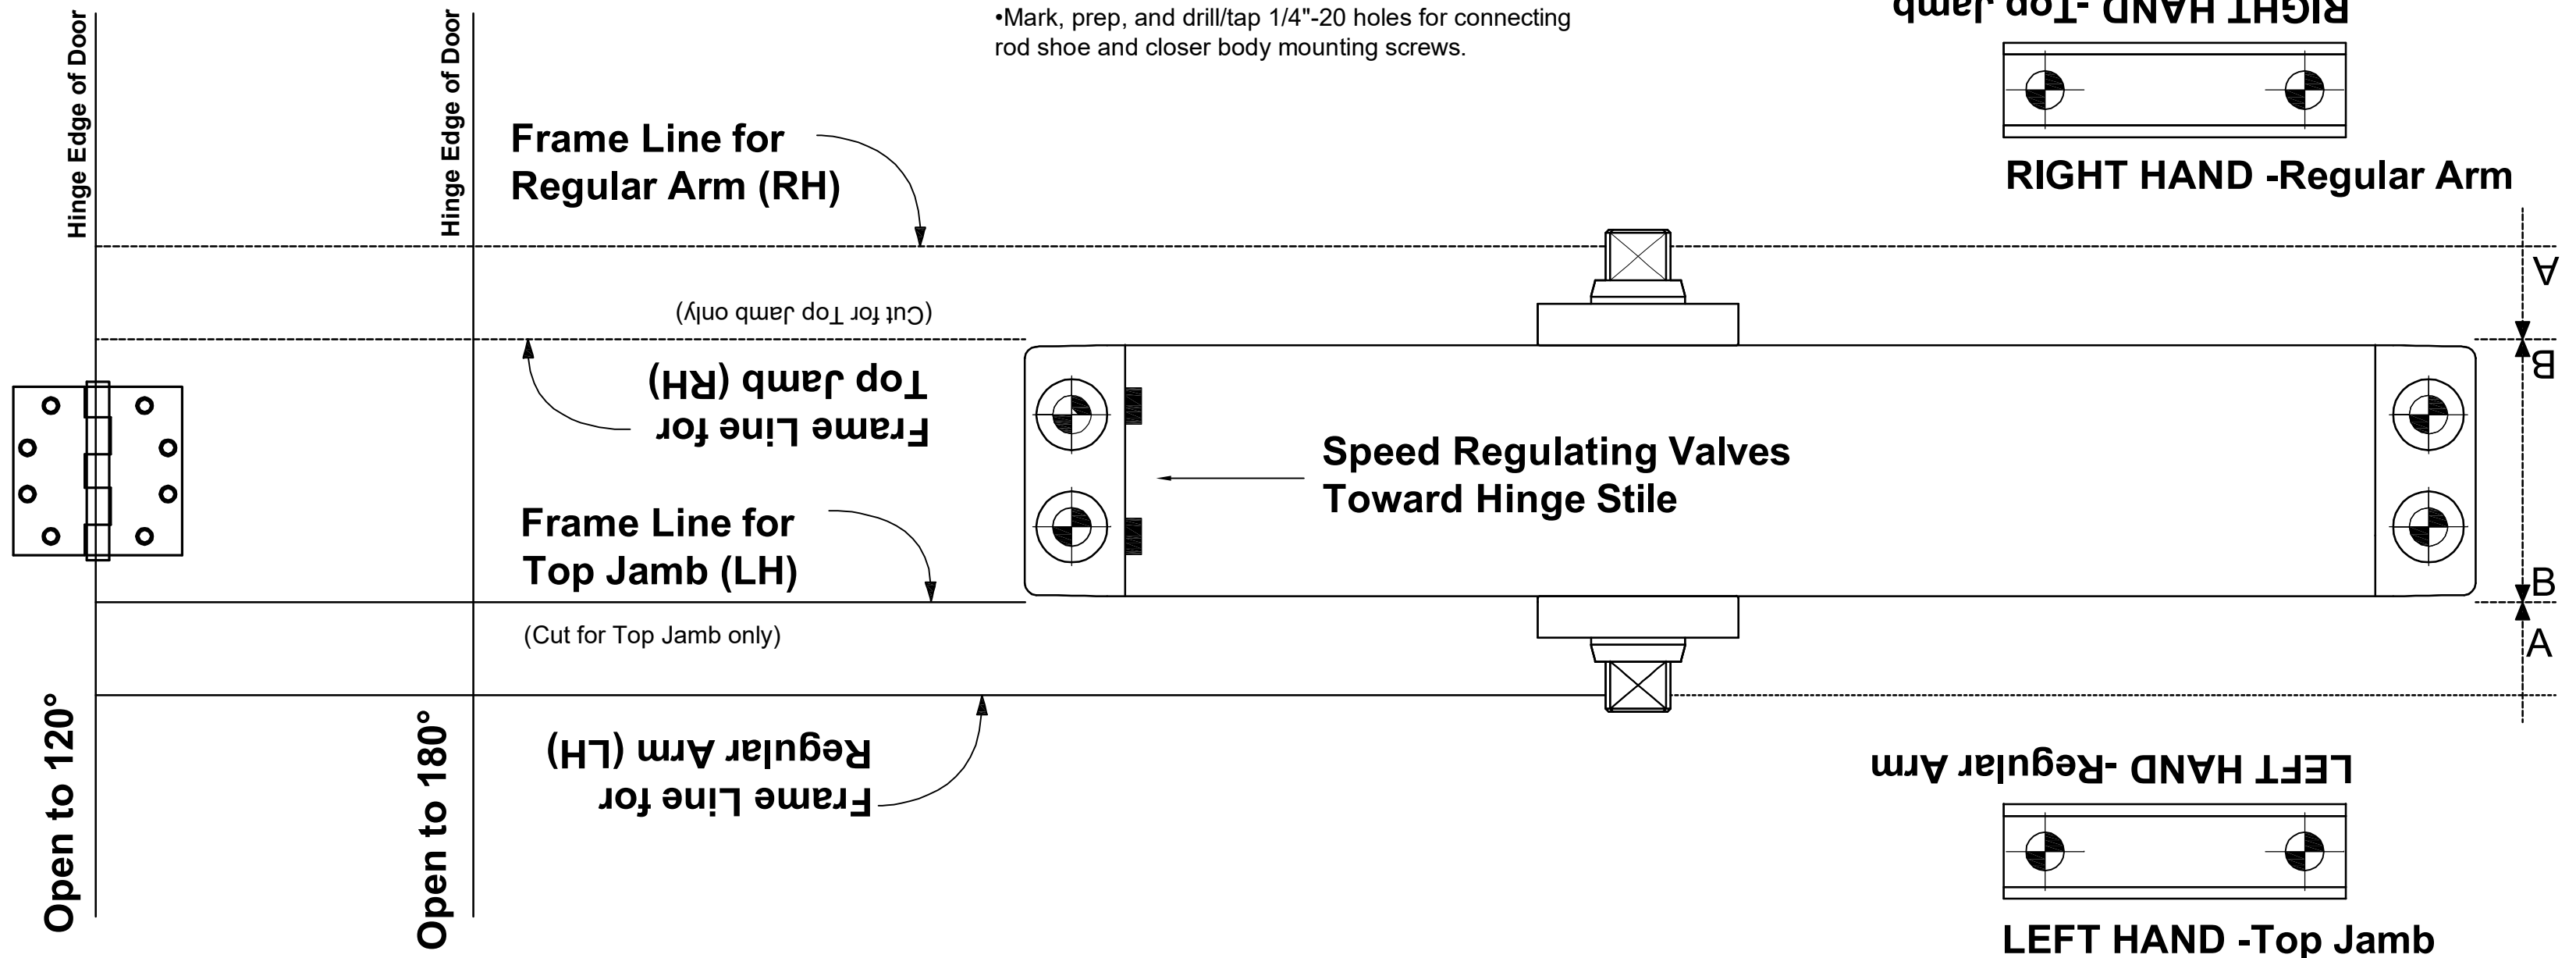 •Mark, prep, and drill/tap 1/4"-20 holes for connecting
rod shoe and closer body mounting screws.
RIGHT HAND -Top Jamb
Hinge Edge of Door
Hinge Edge of Door
Frame Line for
Regular Arm (RH)
RIGHT HAND -Regular Arm
A
(Cut for Top Jamb only)
Frame Line for
Top Jamb (RH)
B
Speed Regulating Valves
Toward Hinge Stile
Frame Line for
Top Jamb (LH)
B
(Cut for Top Jamb only)
A
Open to 120°
Open to 180°
Frame Line for
Regular Arm (LH)
LEFT HAND -Regular Arm
LEFT HAND -Top Jamb